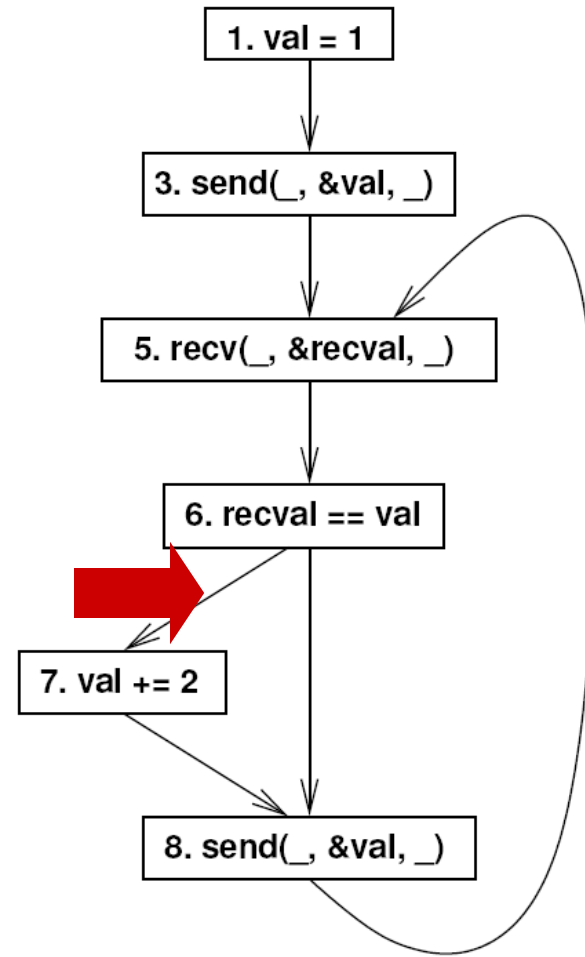 1. val = 1
3. send(_, &val, _)
5. recv(_, &recval, _)
6. recval == val
7. val += 2
8. send(_, &val, _)